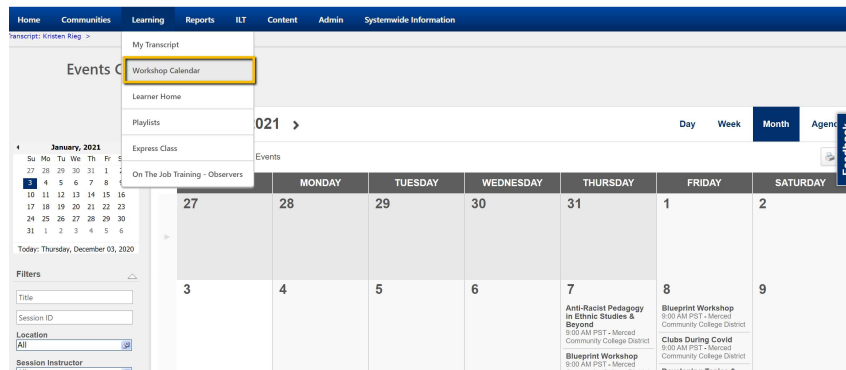 Home Communities Learning Reports ILT Content Admin Systemwide Information
Transcript: Kristen Rieg >
My Transcript
Workshop Calendar
Learner Home
Playlists
Express Class
On The Job Training - Observers
Events
2021 >
Day Week Month
Events
January, 2021
Su Mo Tu We Th Fr
27 28 29 30 31 1 2
3 4 5 6 7 8 9
10 11 12 13 14 15 16
17 18 19 20 21 22 23
24 25 26 27 28 29 30
31 1 2 3 4 5 6
Today: Thursday, December 03, 2020
Filters
Title
Session ID
Location
All
Session Instructor
MONDAY TUESDAY WEDNESDAY THURSDAY FRIDAY SATURDAY
27 28 29 30 31 1 2
3 4 5 6 7 8 9
Anti-Racist Pedagogy
in Ethnic Studies &
Beyond
9:00 AM PST - Merced
Community College District
Blueprint Workshop
9:00 AM PST - Merced
Blueprint Workshop
9:00 AM PST - Merced
Community College District
Clubs During Covid
9:00 AM PST - Merced
Community College District